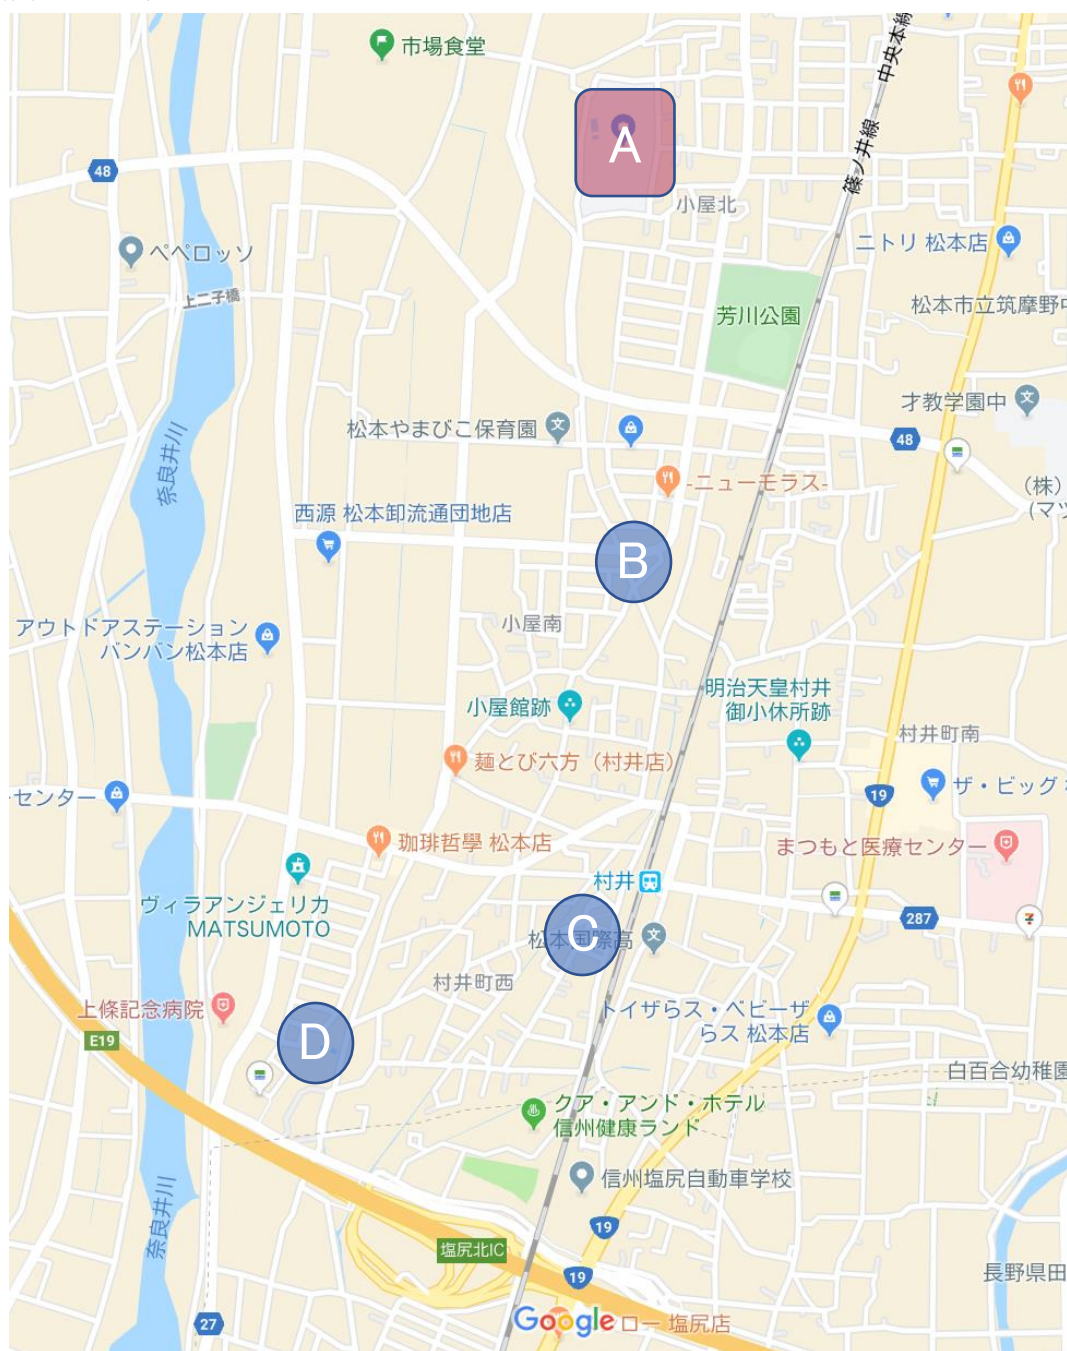 市場食堂
中央本線
篠ノ井線
A
48
小屋北
ペペロッソ
ニトリ 松本店
上二子橋
芳川公園
松本市立筑摩野中
才教学園中
松本やまびこ保育園
48
奈良井川
-ニューモラス-
(株)
(マツ
西源 松本卸流通団地店
B
小屋南
アウトドアステーション
バンバン松本店
明治天皇村井
御小休所跡
小屋館跡
村井町南
麺とび六方（村井店）
センター
19
ザ・ビッグ
珈琲哲學 松本店
まつもと医療センター
村井
ヴィラアンジェリカ
MATSUMOTO
287
C
松本国際高
村井町西
上條記念病院
トイザらス・ベビーザ
らス 松本店
E19
D
白百合幼稚園
クア・アンド・ホテル
信州健康ランド
信州塩尻自動車学校
奈良井川
19
塩尻北IC
長野県田
19
27
Google
ロー 塩尻店